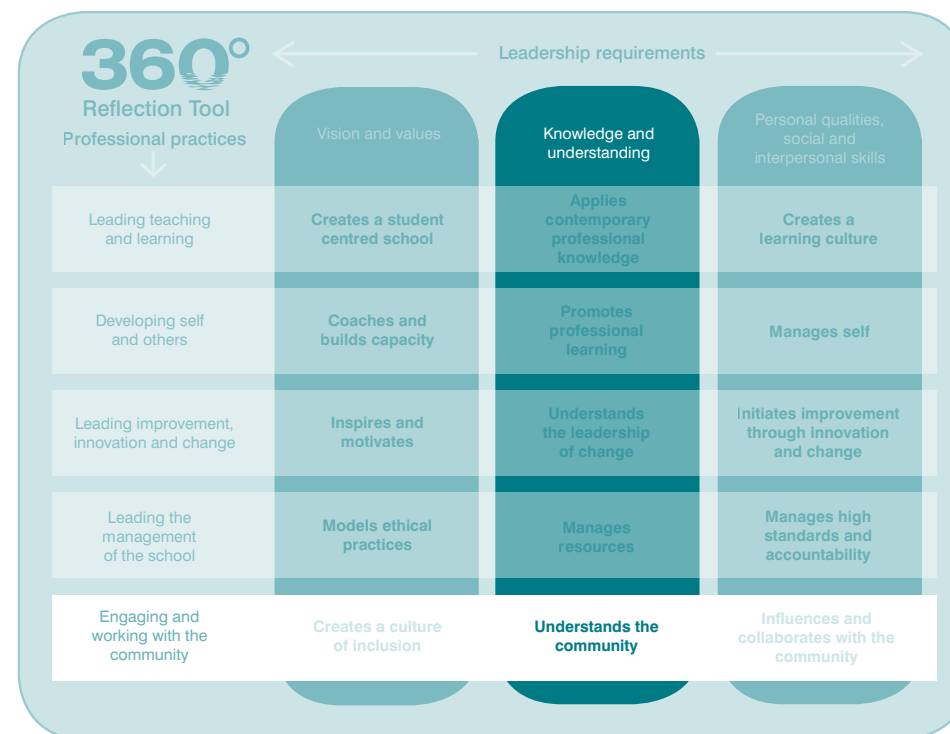 360°
Reflection Tool
Leadership requirements
Professional practices
Vision and values
Knowledge and
understanding
Personal qualities,
social and
interpersonal skills
Leading teaching
and learning
Creates a student
centred school
Applies
contemporary
professional
knowledge
Creates a
learning culture
Developing self
and others
Coaches and
builds capacity
Promotes
professional
learning
Manages self
Leading improvement,
innovation and change
Inspires and
motivates
Understands
the leadership
of change
Initiates improvement
through innovation
and change
Leading the
management
of the school
Models ethical
practices
Manages
resources
Manages high
standards and
accountability
Engaging and
working with the
community
Creates a culture
of inclusion
Understands the
community
Influences and
collaborates with the
community